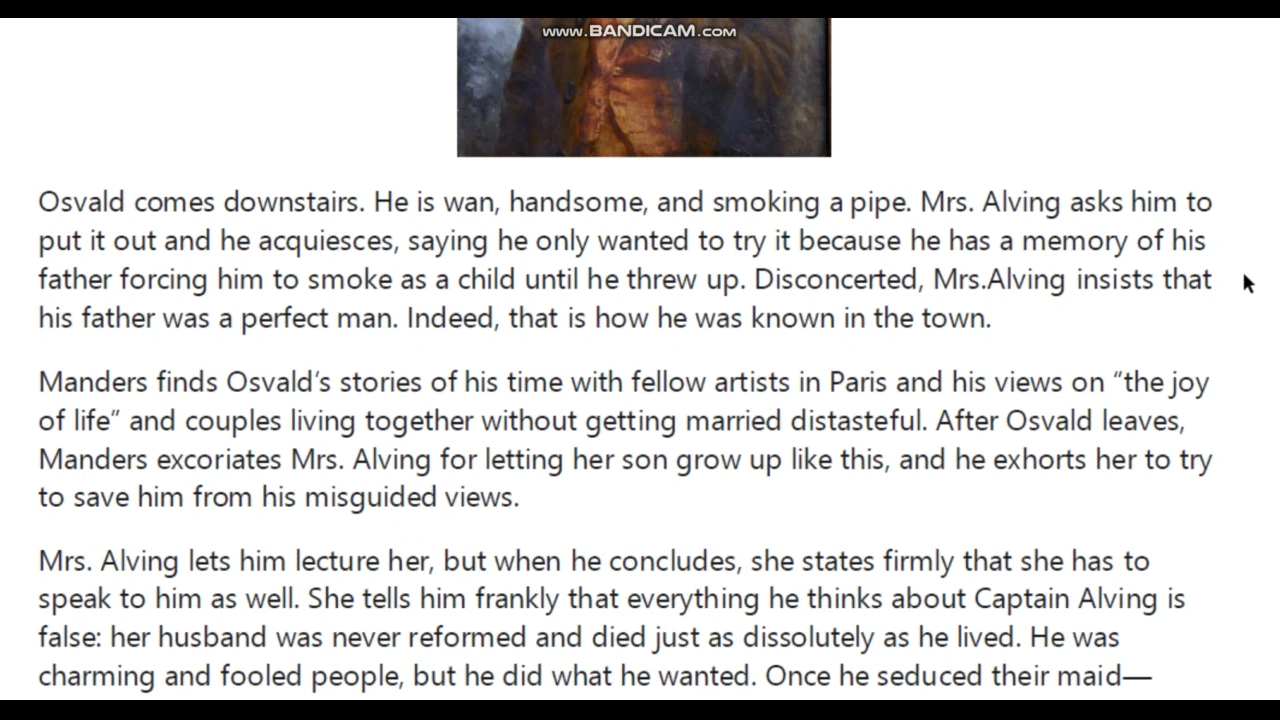 www.BANDICAM.com
Osvald comes downstairs. He is wan, handsome, and smoking a pipe. Mrs. Alving asks him to
put it out and he acquiesces, saying he only wanted to try it because he has a memory of his
father forcing him to smoke as a child until he threw up. Disconcerted, Mrs.Alving insists that
his father was a perfect man. Indeed, that is how he was known in the town.
Manders finds Osvald’s stories of his time with fellow artists in Paris and his views on “the joy
of life” and couples living together without getting married distasteful. After Osvald leaves,
Manders excoriates Mrs. Alving for letting her son grow up like this, and he exhorts her to try
to save him from his misguided views.
Mrs. Alving lets him lecture her, but when he concludes, she states firmly that she has to
speak to him as well. She tells him frankly that everything he thinks about Captain Alving is
false: her husband was never reformed and died just as dissolutely as he lived. He was
charming and fooled people, but he did what he wanted. Once he seduced their maid—